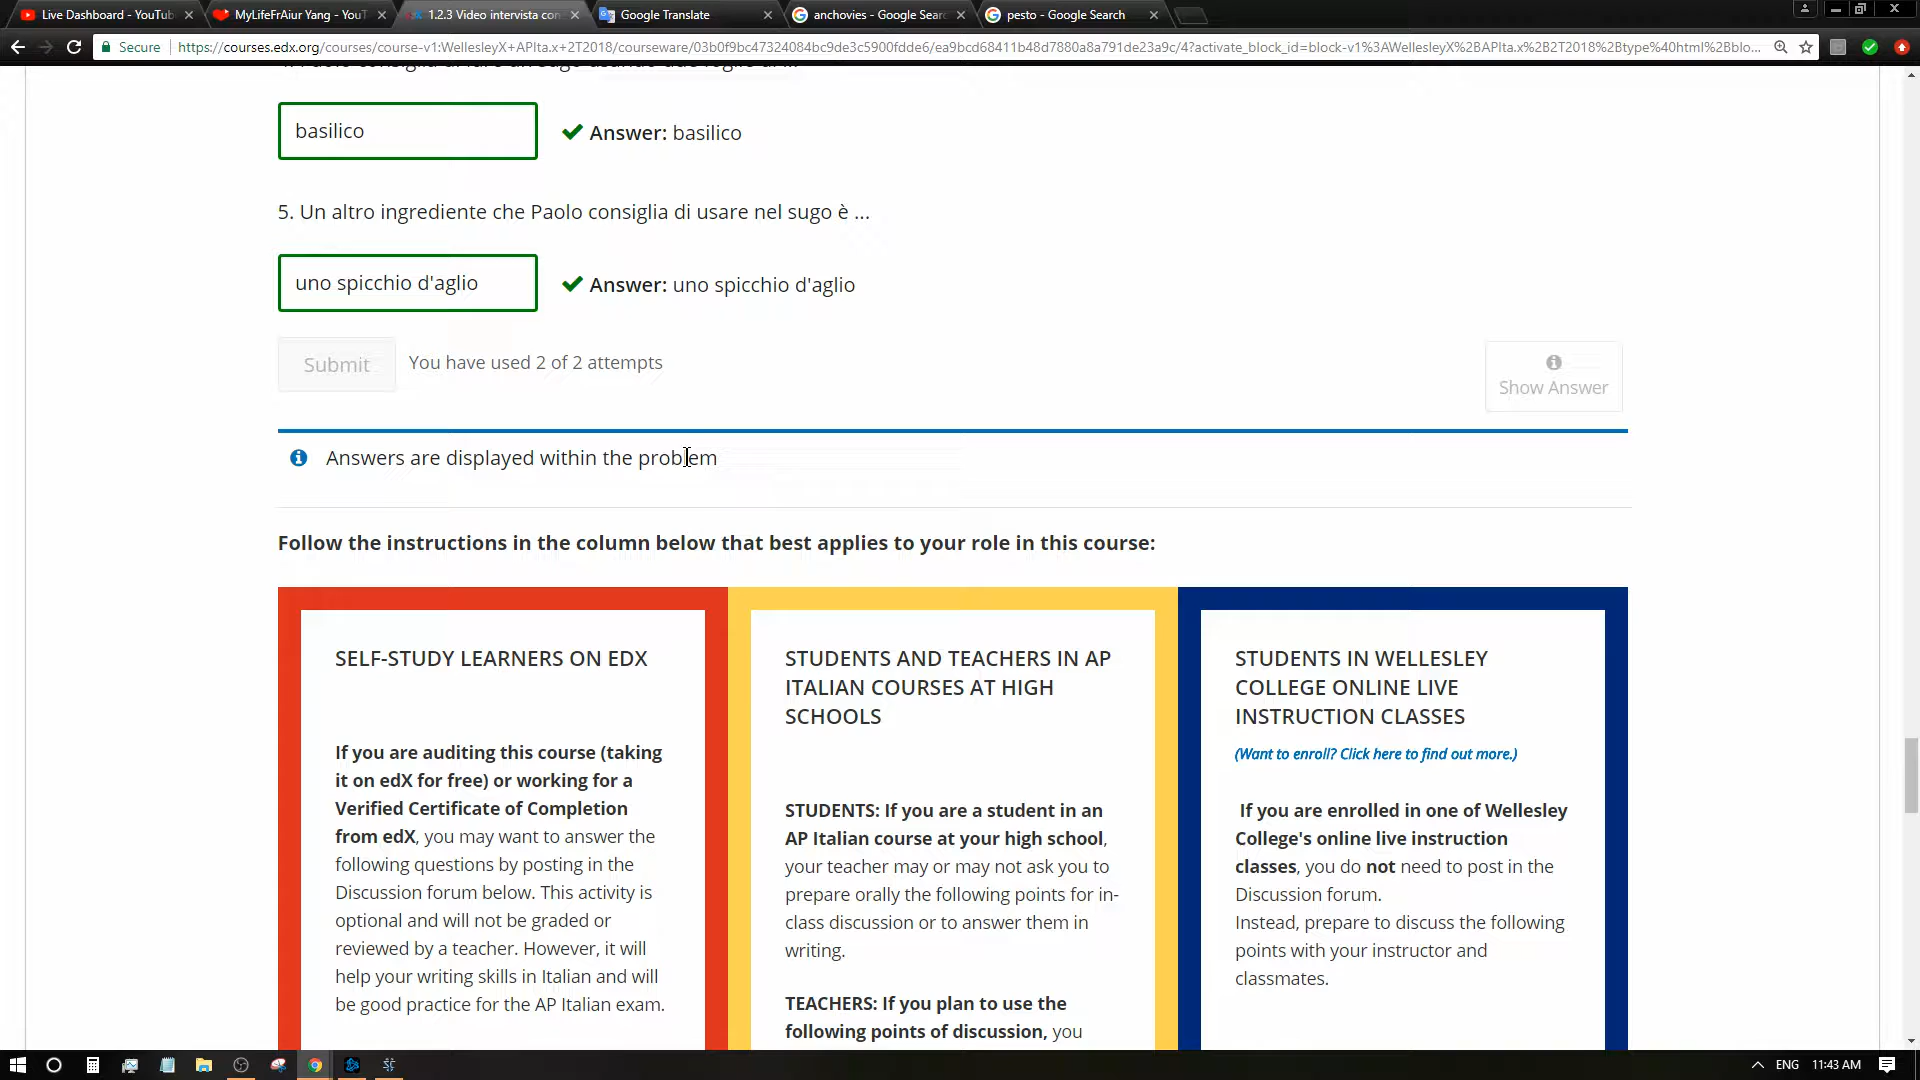 Live Dashboard - YouTub
MyLifeFrAiur Yang - YouT
1.2.3 Video intervista con
Google Translate
anchovies - Google Sear
pesto - Google Search
Secure
https://courses.edx.org/courses/course-v1:WellesleyX+APIta.x+2T2018/courseware/03b0f9bc47324084bc9de3c5900fdde6/ea9bcd68411b48d7880a8a791de23a9c/4?activate_block_id=block-v1%3AWellesleyX%2BAPIta.x%2B2T2018%2Btype%40html%2Bblo...
basilico
Answer: basilico
5. Un altro ingrediente che Paolo consiglia di usare nel sugo è ...
uno spicchio d'aglio
Answer: uno spicchio d'aglio
Submit
You have used 2 of 2 attempts
Show Answer
Answers are displayed within the problem
Follow the instructions in the column below that best applies to your role in this course:
SELF-STUDY LEARNERS ON EDX
If you are auditing this course (taking
it on edX for free) or working for a
Verified Certificate of Completion
from edX, you may want to answer the
following questions by posting in the
Discussion forum below. This activity is
optional and will not be graded or
reviewed by a teacher. However, it will
help your writing skills in Italian and will
be good practice for the AP Italian exam.
STUDENTS AND TEACHERS IN AP
ITALIAN COURSES AT HIGH
SCHOOLS
STUDENTS: If you are a student in an
AP Italian course at your high school,
your teacher may or may not ask you to
prepare orally the following points for in-
class discussion or to answer them in
writing.
TEACHERS: If you plan to use the
following points of discussion, you
STUDENTS IN WELLESLEY
COLLEGE ONLINE LIVE
INSTRUCTION CLASSES
(Want to enroll? Click here to find out more.)
If you are enrolled in one of Wellesley
College's online live instruction
classes, you do not need to post in the
Discussion forum.
Instead, prepare to discuss the following
points with your instructor and
classmates.
ENG
11:43 AM